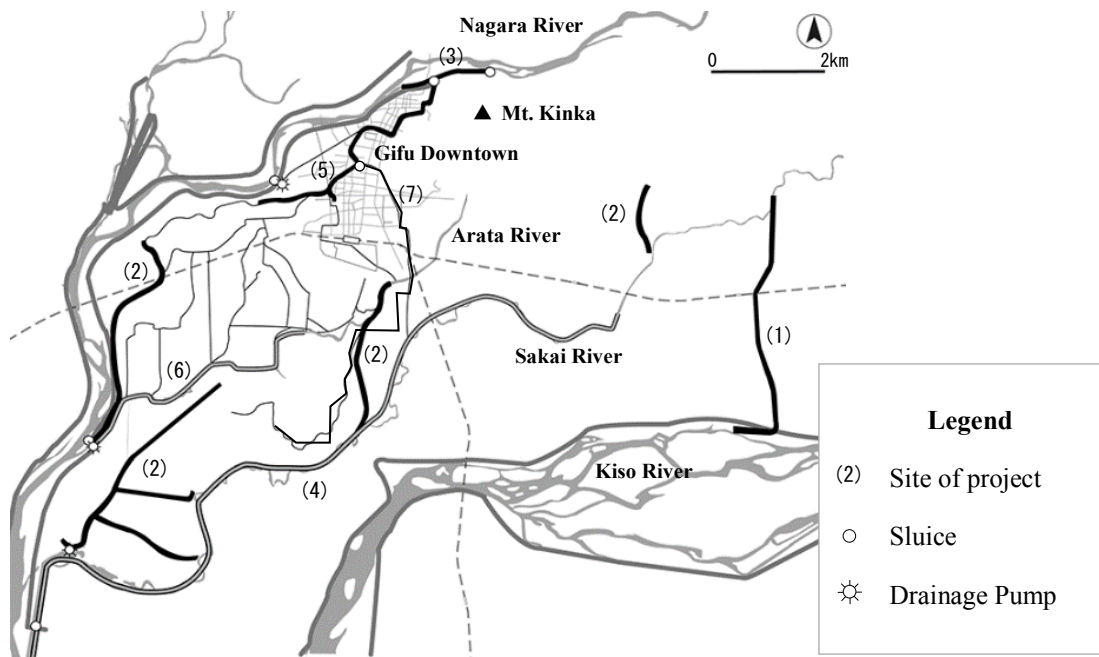 Nagara River
(3)
0 2km
Mt. Kinka
Gifu Downtown
(5)
(7)
(2)
Arata River
(2)
(1)
(6)
(2)
Sakai River
(2)
(4)
Kiso River
Legend
(2) Site of project
Sluice
Drainage Pump